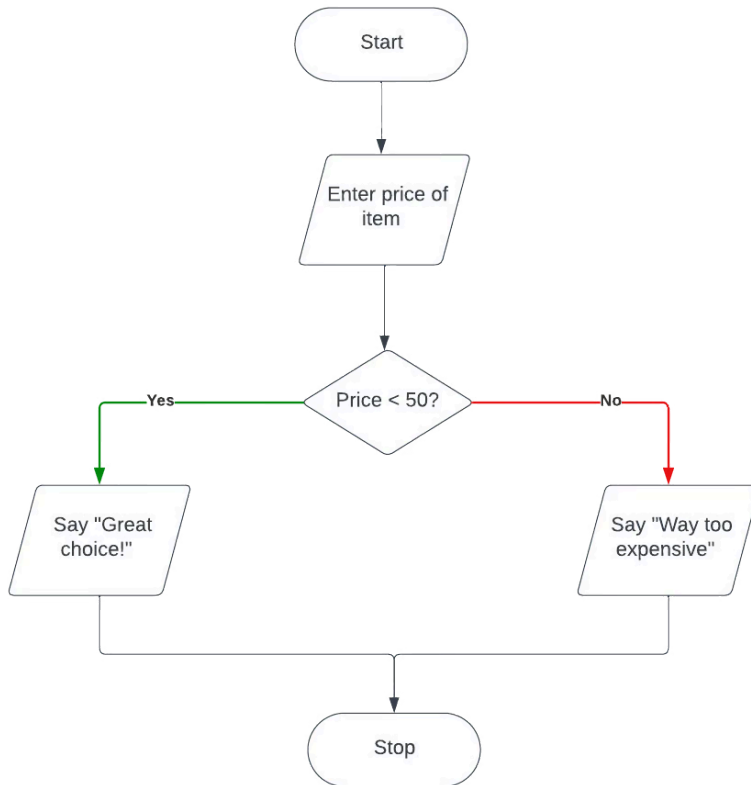 Start
Enter price of
item
Price < 50?
Yes
No
Say "Great
choice!"
Say "Way too
expensive"
Stop